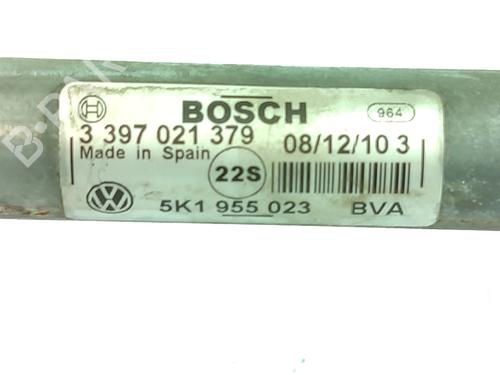 BOSCH 964
3 397 021 379 08/12/10 3
Made in Spain 22S
5K1 955 023 BVA
B-PAR